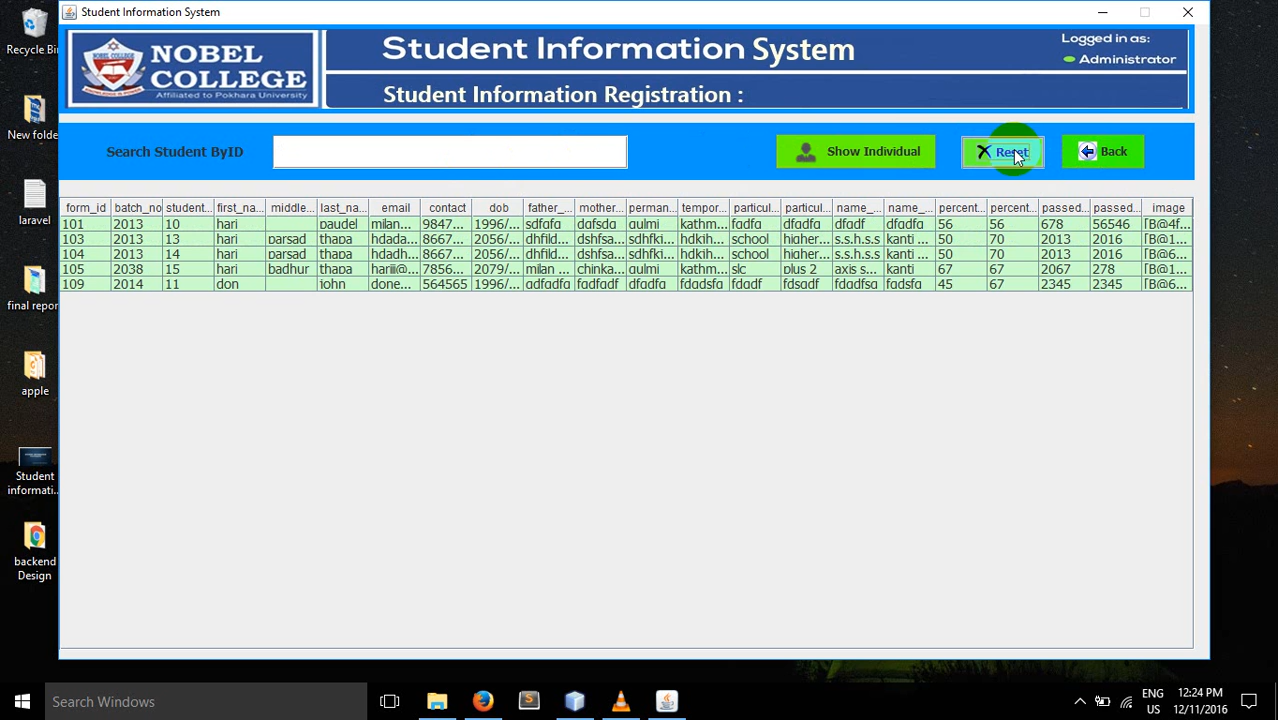 Student Information System
NOBEL
COLLEGE
Affiliated to Pokhara University
Student Information System
Student Information Registration :
Logged in as:
Administrator
Search Student ByID
Show Individual
Reset
Back
form_id batch_no student... first_na... middle... last_na... email contact dob father_... mother... perman... tempor... particul... particul... name_... name_... percent... percent... passed... passed... image
101 2013 10 hari paudel milan... 9847... 1996/... sdfafa dafsda gulmi kathm... fadfa dfadfa dfadf dfadfa 56 56 678 56546 [B@4f...
103 2013 13 hari parsad thapa hdada... 8667... 2056/... dhfild... dshfsa... sdhfki... hdkih... school higher... s.s.h.s.s kanti ... 50 70 2013 2016 [B@1...
104 2013 14 hari parsad thapa hdadh... 8667... 2056/... dhfild... dshfsa... sdhfki... hdkih... school higher... s.s.h.s.s kanti ... 50 70 2013 2016 [B@6...
105 2038 15 hari badhur thapa hariii@... 7856... 2079/... milan ... chinka... gulmi kathm... slc plus 2 axis s... kanti 67 67 2067 278 [B@1...
109 2014 11 don john done... 564565 1996/... adfadfa fadfadf dfadfa fdadsfa fdadf fdsadf fdadfsa fadsfa 45 67 2345 2345 [B@6...
Recycle Bin
New folde
laravel
final repor
apple
Student
informati...
backend
Design
Search Windows
ENG
US
12:24 PM
12/11/2016